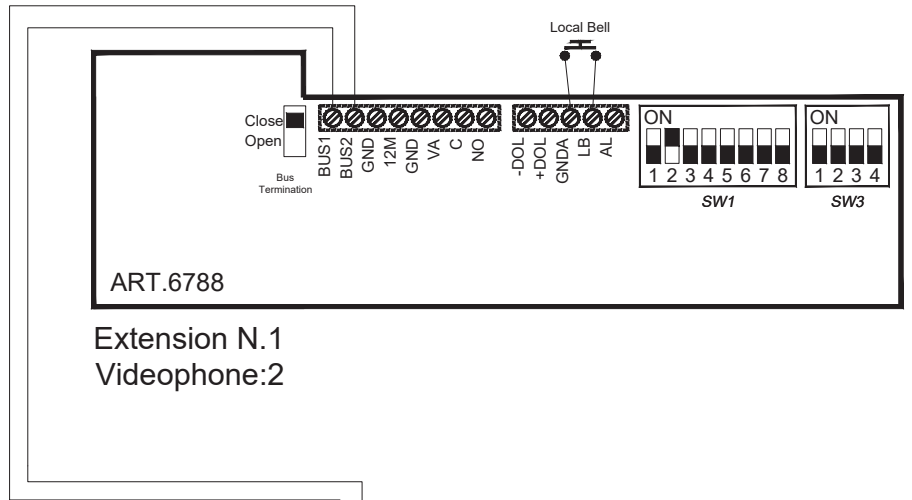 Local Bell
Close
Open
Bus
Termination
BUS1
BUS2
GND
12M
GND
VA
C
NO
-DOL
+DOL
GNDA
LB
AL
ON
1 2 3 4 5 6 7 8
SW1
ON
1 2 3 4
SW3
ART.6788
Extension N.1
Videophone:2